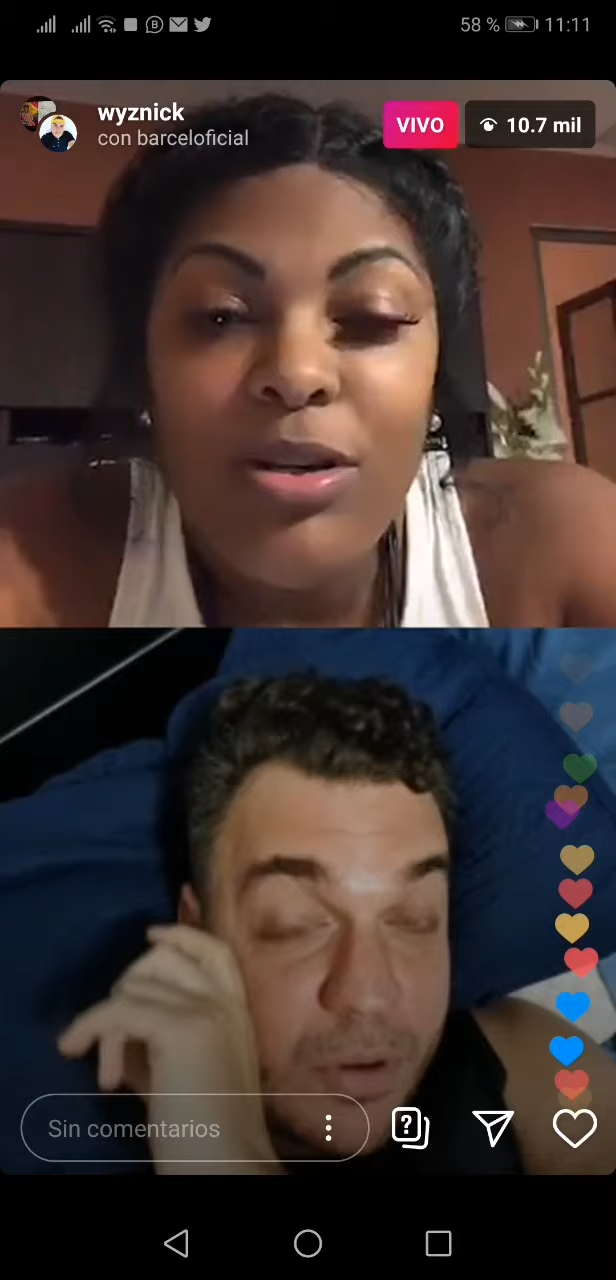 58 % 11:11
wyznick
con barceloficial
VIVO
10.7 mil
Sin comentarios